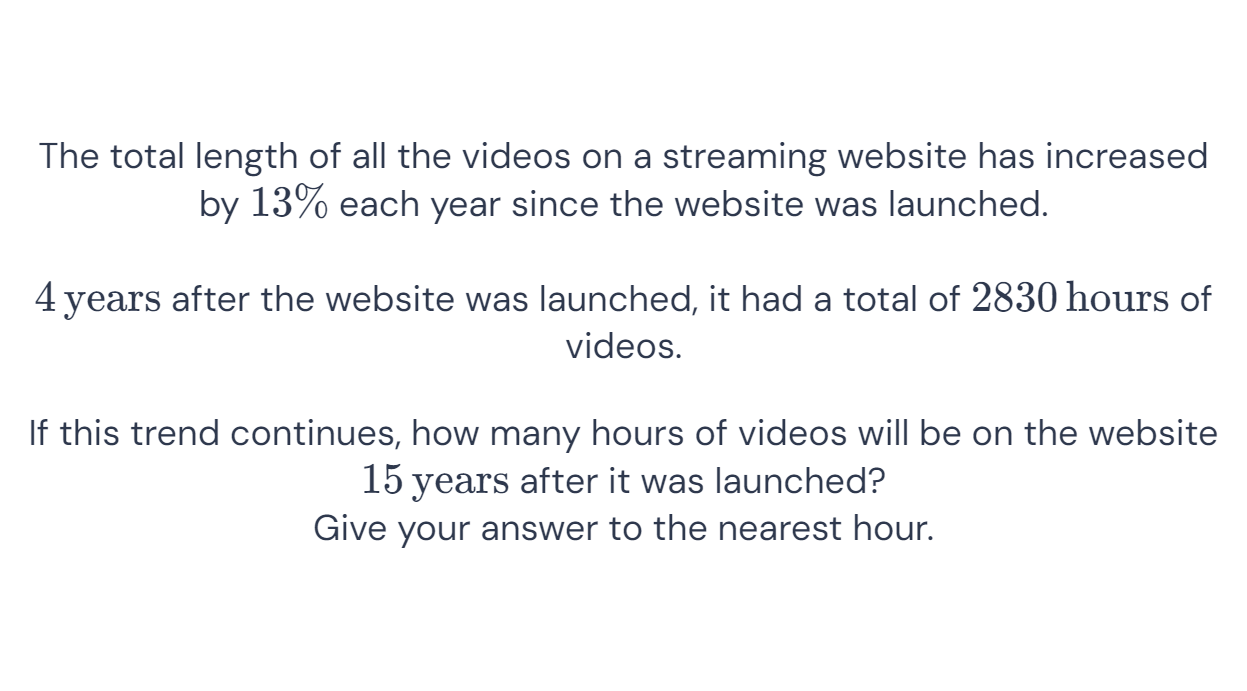 The total length of all the videos on a streaming website has increased
by 13% each year since the website was launched.
4 years after the website was launched, it had a total of 2830 hours of
videos.
If this trend continues, how many hours of videos will be on the website
15 years after it was launched?
Give your answer to the nearest hour.